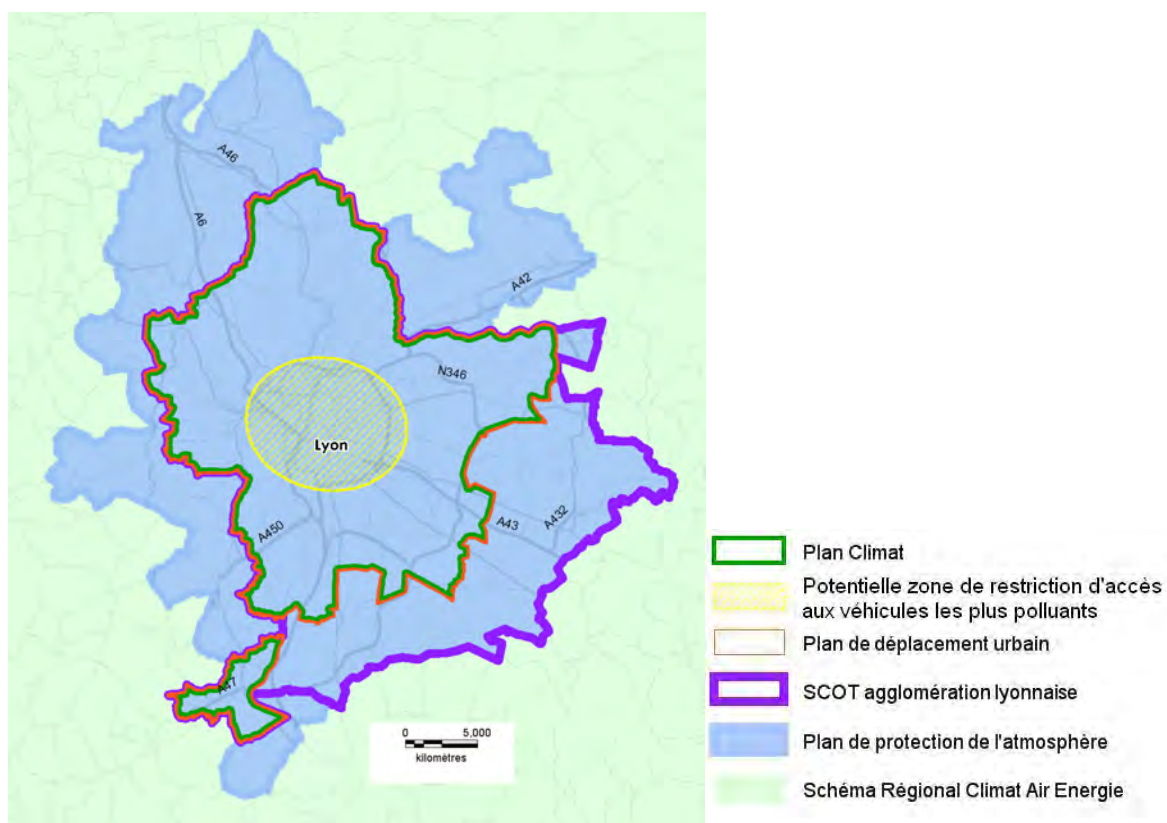 A46
A6
A42
N346
Lyon
A450
A43
A432
A47
0 5,000
kilomètres
Plan Climat
Potentielle zone de restriction d'accès
aux véhicules les plus polluants
Plan de déplacement urbain
SCOT agglomération lyonnaise
Plan de protection de l'atmosphère
Schéma Régional Climat Air Energie